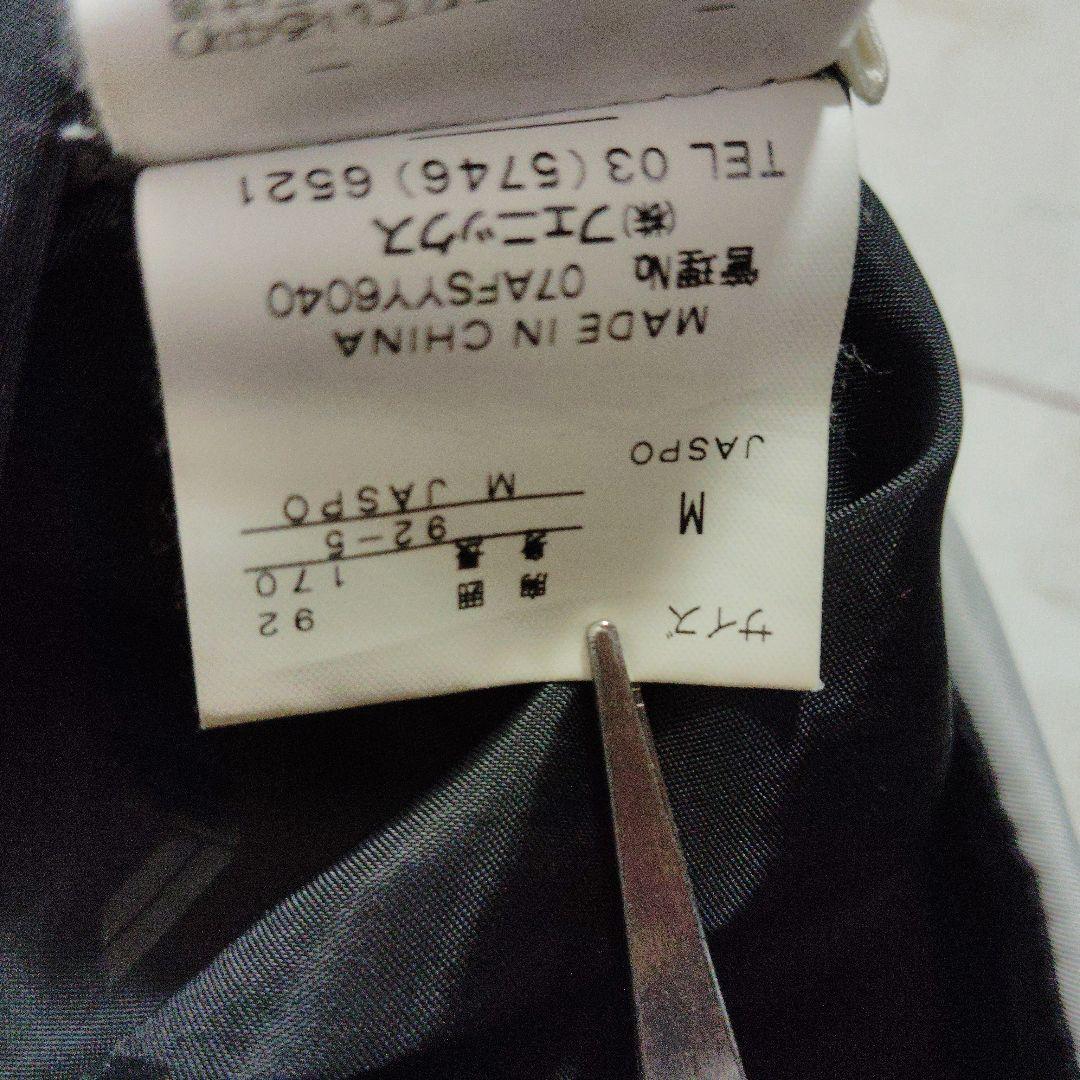 サイズ
胸囲 92
身長 170
92-5
M
M JASPO
JASPO
MADE IN CHINA
管理№ 07AFSYY6040
㈱フェニックス
TEL 03 (5746) 6521